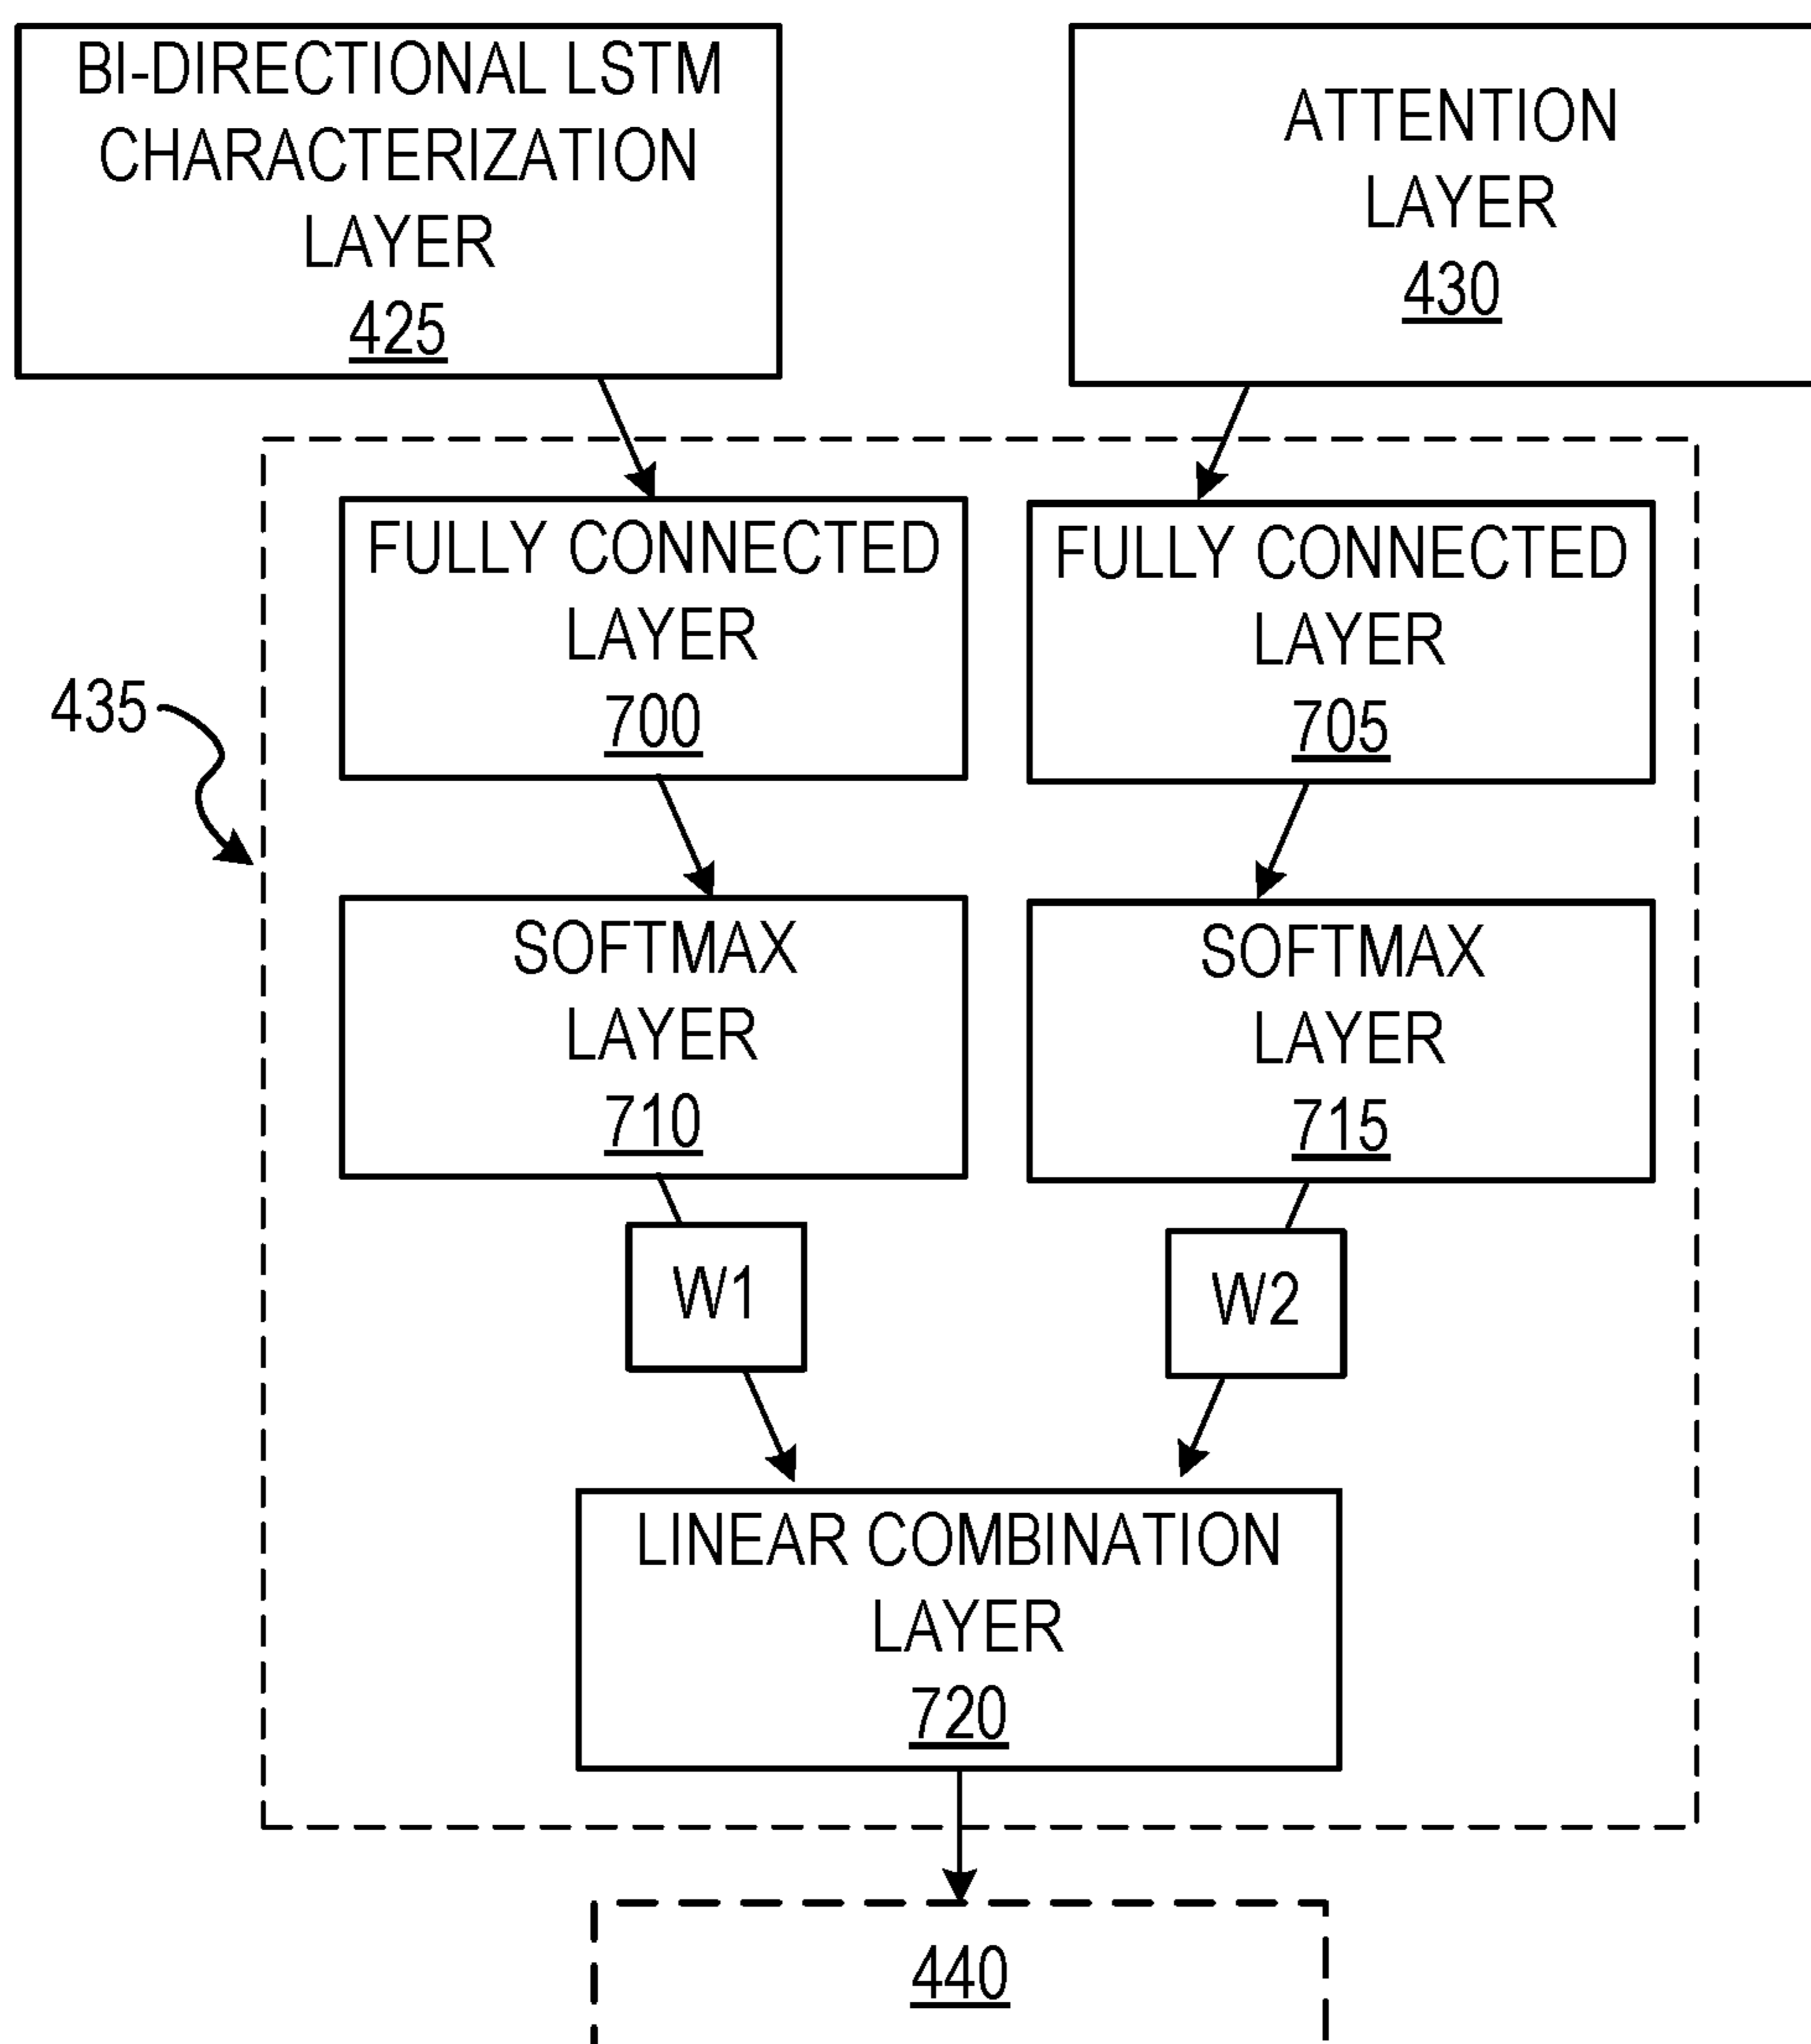 BI-DIRECTIONAL LSTM
CHARACTERIZATION
LAYER
425
ATTENTION
LAYER
430
435
FULLY CONNECTED
LAYER
700
FULLY CONNECTED
LAYER
705
SOFTMAX
LAYER
710
SOFTMAX
LAYER
715
W1
W2
LINEAR COMBINATION
LAYER
720
440